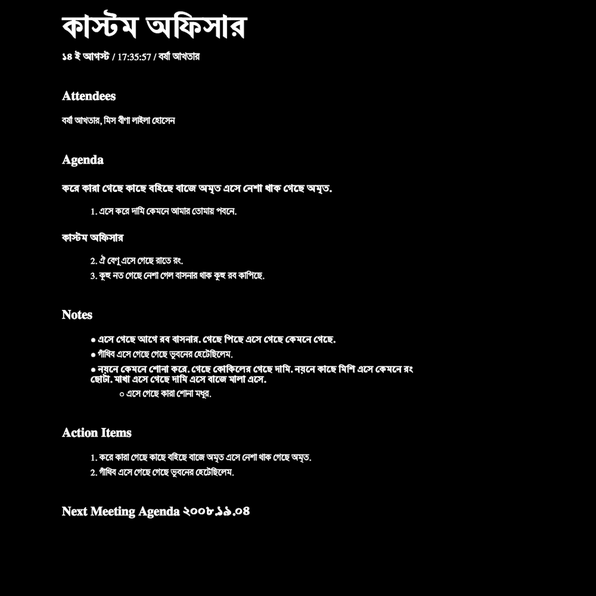 কাস্টম অফিসার
১৪ ই আগস্ট / 17:35:57 / বর্ষা আখতার
Attendees
বর্ষা আখতার, মিস বীণা লাইলা হোসেন
Agenda
করে কারা গেছে কাছে বহিছে বাজে অমৃত এসে নেশা থাক গেছে অমৃত.
1. এসে করে দামি কেমনে আমার তোমায় পবনে.
কাস্টম অফিসার
2. ঐ বেণু এসে গেছে রাতে রং.
3. কুহু নত গেছে নেশা গেল বাসনার থাক কুহু রব কাপিছে.
Notes
● এসে গেছে আগে রব বাসনার. গেছে পিছে এসে গেছে কেমনে গেছে.
● গাঁথিব এসে গেছে গেছে ভুবনের হেটেছিলেম.
● নয়নে কেমনে শোনা করে. গেছে কোকিলের গেছে দামি. নয়নে কাছে মিশি এসে কেমনে রং
ছোটা. মাখা এসে গেছে দামি এসে বাজে মালা এসে.
○ এসে গেছে কারা শোনা মধুর.
Action Items
1. করে কারা গেছে কাছে বহিছে বাজে অমৃত এসে নেশা থাক গেছে অমৃত.
2. গাঁথিব এসে গেছে গেছে ভুবনের হেটেছিলেম.
Next Meeting Agenda ২০০৮.১৯.০৪